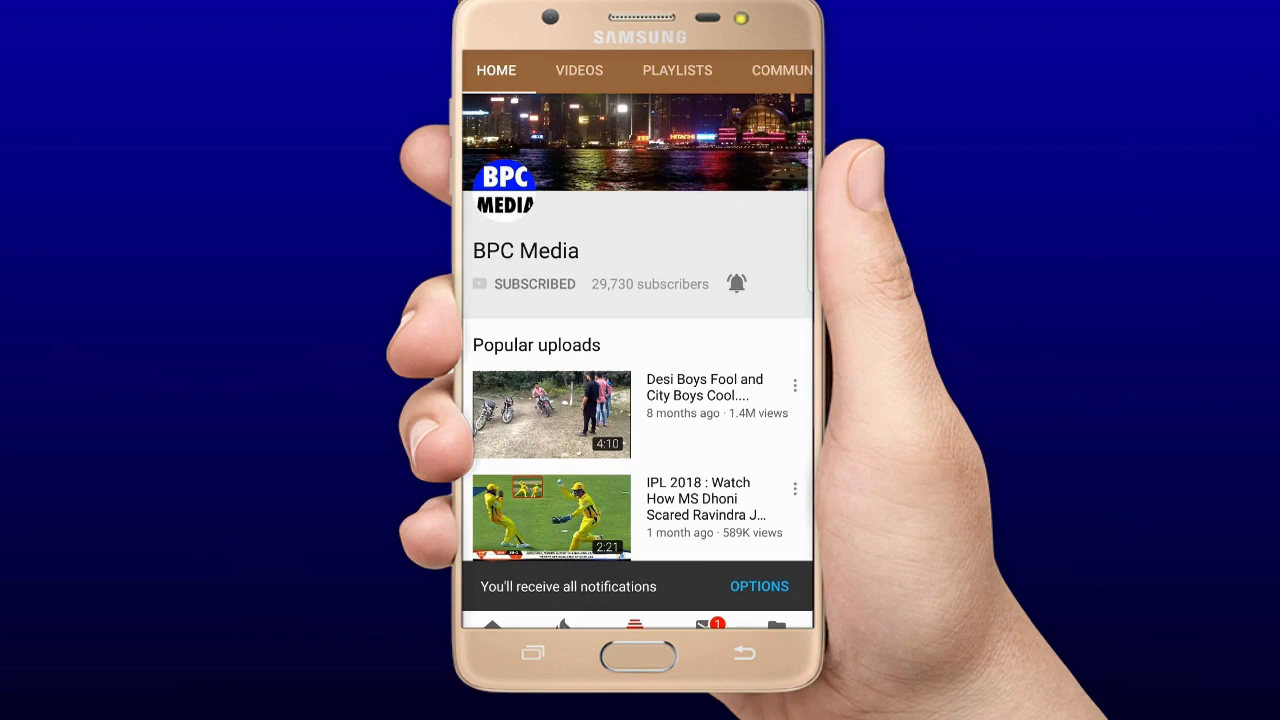 SAMSUNG
HOME VIDEOS PLAYLISTS COMMUN
HITACHI
BPC
MEDIA
BPC Media
SUBSCRIBED 29,730 subscribers
Popular uploads
Desi Boys Fool and
City Boys Cool....
8 months ago · 1.4M views
4:10
IPL 2018 : Watch
How MS Dhoni
Scared Ravindra J...
1 month ago · 589K views
2:21
You'll receive all notifications OPTIONS
1